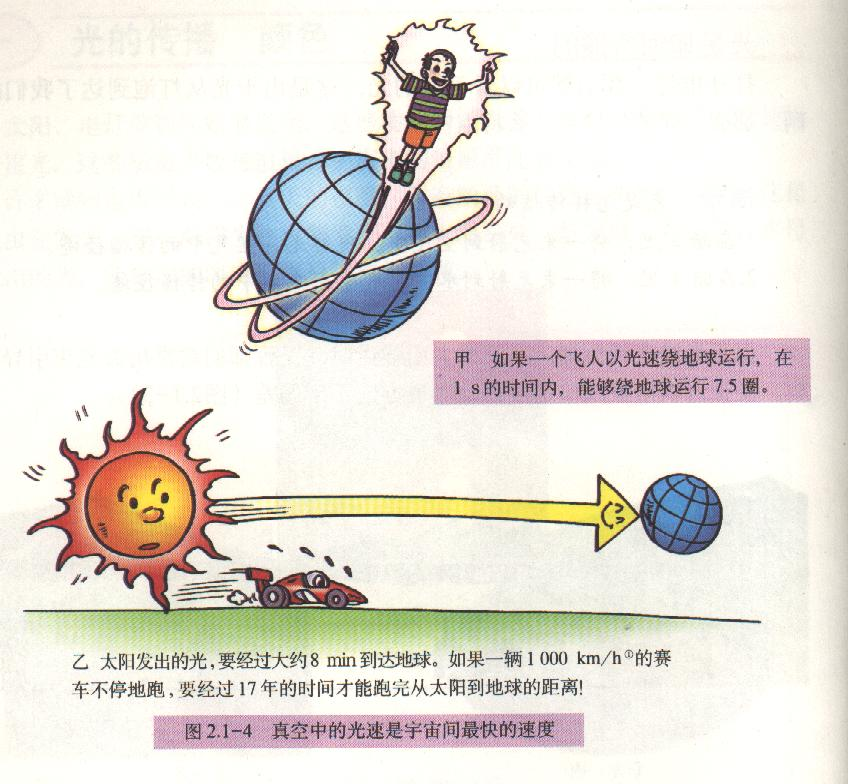 甲 如果一个飞人以光速绕地球运行，在
1 s的时间内，能够绕地球运行7.5圈。
乙 太阳发出的光，要经过大约8 min到达地球。如果一辆1 000 km/h①的赛
车不停地跑，要经过17年的时间才能跑完从太阳到地球的距离！
图2.1-4 真空中的光速是宇宙间最快的速度